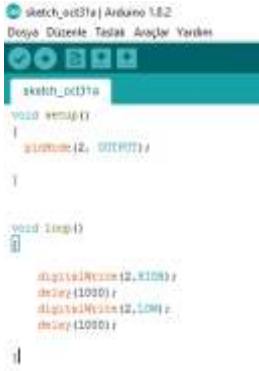 sketch_oct31a | Arduino 1.8.2
Dosya Düzenle Taslak Araçlar Yardım
sketch_oct31a
void setup()
{
pinMode(2, OUTPUT);
}
void loop()
{
digitalWrite(2,HIGH);
delay(1000);
digitalWrite(2,LOW);
delay(1000);
}